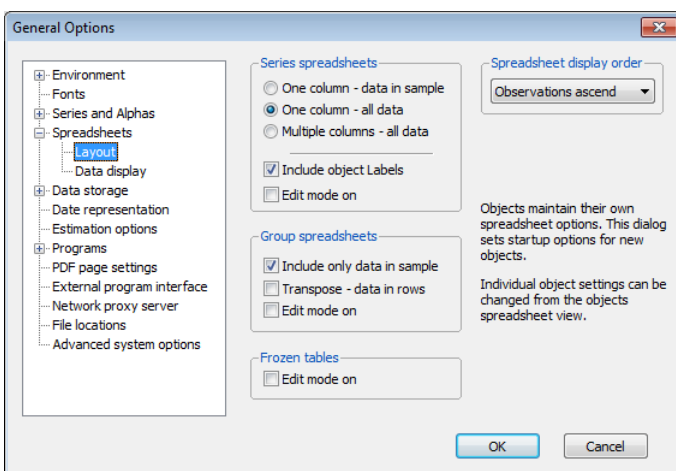 General Options
Environment
Fonts
Series and Alphas
Spreadsheets
Layout
Data display
Data storage
Date representation
Estimation options
Programs
PDF page settings
External program interface
Network proxy server
File locations
Advanced system options
Series spreadsheets
One column - data in sample
One column - all data
Multiple columns - all data
Include object Labels
Edit mode on
Group spreadsheets
Include only data in sample
Transpose - data in rows
Edit mode on
Frozen tables
Edit mode on
Spreadsheet display order
Observations ascend
Objects maintain their own
spreadsheet options. This dialog
sets startup options for new
objects.
Individual object settings can be
changed from the objects
spreadsheet view.
OK
Cancel